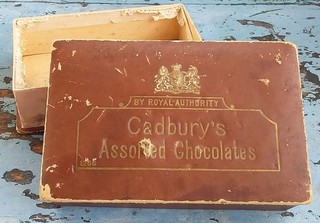 BY ROYAL AUTHORITY
Cadbury's
Assorted Chocolates